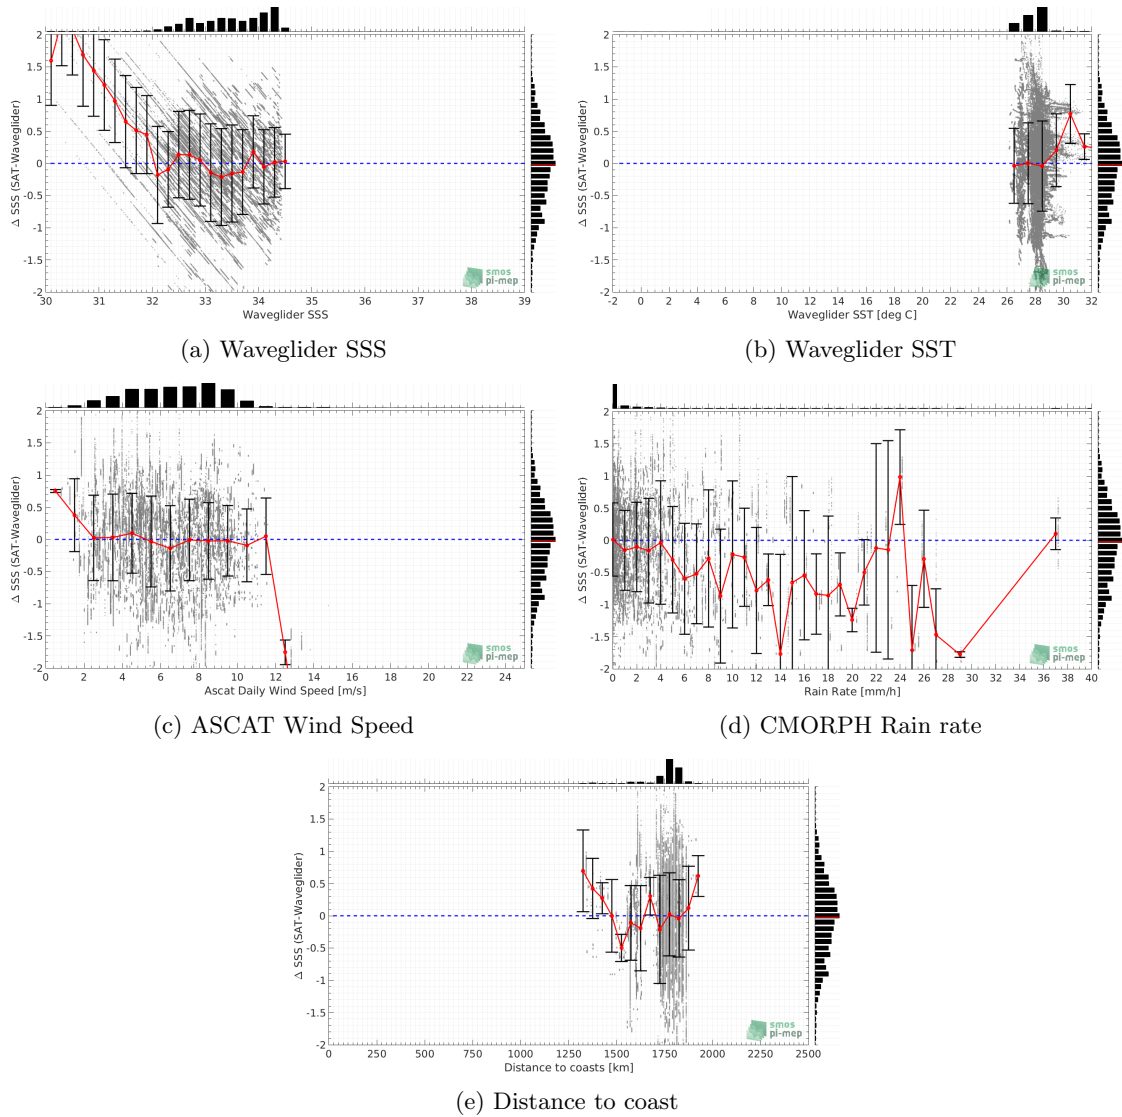 2
1.5
1
0.5
0
-0.5
-1
-1.5
-2
Δ SSS (SAT-Waveglider)
30 31 32 33 34 35 36 37 38 39
Waveglider SSS
smos
pi-mep
(a) Waveglider SSS
2
1.5
1
0.5
0
-0.5
-1
-1.5
-2
Δ SSS (SAT-Waveglider)
-2 0 2 4 6 8 10 12 14 16 18 20 22 24 26 28 30 32
Waveglider SST [deg C]
smos
pi-mep
(b) Waveglider SST
2
1.5
1
0.5
0
-0.5
-1
-1.5
-2
Δ SSS (SAT-Waveglider)
0 2 4 6 8 10 12 14 16 18 20 22 24
Ascat Daily Wind Speed [m/s]
smos
pi-mep
(c) ASCAT Wind Speed
2
1.5
1
0.5
0
-0.5
-1
-1.5
-2
Δ SSS (SAT-Waveglider)
0 2 4 6 8 10 12 14 16 18 20 22 24 26 28 30 32 34 36 38 40
Rain Rate [mm/h]
smos
pi-mep
(d) CMORPH Rain rate
2
1.5
1
0.5
0
-0.5
-1
-1.5
-2
Δ SSS (SAT-Waveglider)
0 250 500 750 1000 1250 1500 1750 2000 2250 2500
Distance to coasts [km]
smos
pi-mep
(e) Distance to coast